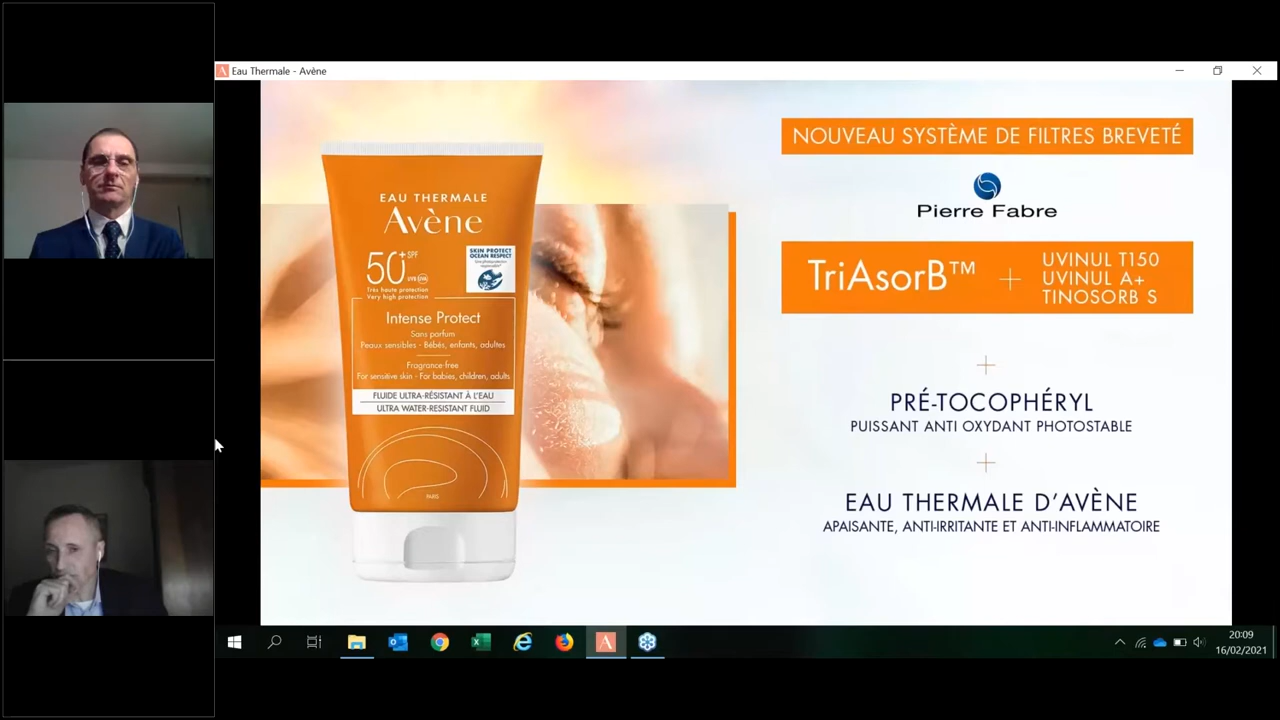 Eau Thermale - Avène
EAU THERMALE
Avène
50+ SPF
UVB UVA
Très haute protection
Very high protection
SKIN PROTECT
OCEAN RESPECT
Intense Protect
Sans parfum
Peaux sensibles - Bébés, enfants, adultes
Fragrance-free
For sensitive skin - For babies, children, adults
FLUIDE ULTRA-RÉSISTANT À L'EAU
ULTRA WATER-RESISTANT FLUID
PARIS
NOUVEAU SYSTÈME DE FILTRES BREVETÉ
Pierre Fabre
TriAsorB™ +
UVINUL T150
UVINUL A+
TINOSORB S
+
PRÉ-TOCOPHÉRYL
PUISSANT ANTI OXYDANT PHOTOSTABLE
+
EAU THERMALE D'AVÈNE
APAISANTE, ANTI-IRRITANTE ET ANTI-INFLAMMATOIRE
20:09
16/02/2021